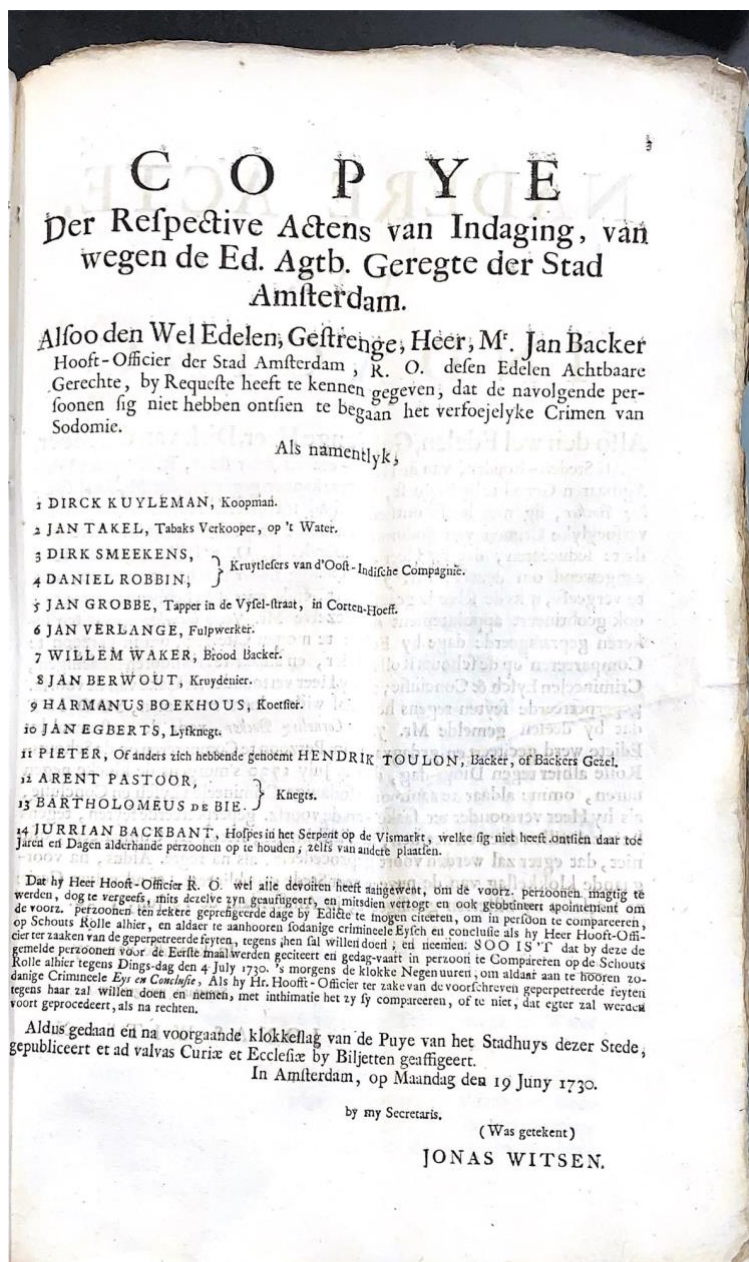 3
COPYE
Der Reſpective Actens van Indaging, van
wegen de Ed. Agtb. Geregte der Stad
Amſterdam.
Alſoo den Wel Edelen, Geſtrenge, Heer, Mr. Jan Backer
Hooft-Officier der Stad Amſterdam, R. O. deſen Edelen Achtbaare
Gerechte, by Requeſte heeft te kennen gegeven, dat de navolgende per-
ſoonen ſig niet hebben ontſien te begaan het verfoejelyke Crimen van
Sodomie.
Als namentlyk,
1 DIRCK KUYLEMAN, Koopman.
2 JAN TAKEL, Tabaks Verkooper, op 't Water.
3 DIRK SMEEKENS,
4 DANIEL ROBBIN, } Kruytleſers van d'Ooſt-Indiſche Compagnie.
5 JAN GROBBE, Tapper in de Vyſel-ſtraat, in Corten-Hoeff.
6 JAN VERLANGE, Fulpwerker.
7 WILLEM WAKER, Brood Backer.
8 JAN BERWOUT, Kruydenier.
9 HARMANUS BOEKHOUS, Koetſier.
10 JAN EGBERTS, Lyfknegt.
11 PIETER, Of anders zich hebbende genoemt HENDRIK TOULON, Backer, of Backers Gezel.
12 ARENT PASTOOR,
13 BARTHOLOMEUS DE BIE. } Knegts.
14 JURRIAN BACKBANT, Hoſpes in het Serpent op de Vismarkt, welke ſig niet heeft ontſien daar toe
Jaren en Dagen alderhande perzoonen op te houden, zelfs van andere plaatſen.
Dat hy Heer Hooft-Officier R. O. wel alle devoiten heeft aangewent, om de voorz. perzoonen magtig te
werden, dog te vergeefs, mits dezelve zyn geaufugeert, en mitsdien verzogt en ook geobtineert apointement om
de voorz. perzoonen ten zekere geprefigeerde dage by Edicte te mogen citeeren, om in perſoon te compareeren,
op Schouts Rolle alhier, en aldaer te aanhooren ſodanige crimineele Eyſch en concluſie als hy Heer Hooft-Offi-
cier ter zaaken van de geperpetreerde feyten, tegens hen ſal willen doen, en neemen. SOO IS'T dat by deze de
gemelde perzoonen voor de Eerſte maal werden geciteert en gedag-vaart in perzoon te Compareren op de Schouts
Rolle alhier tegens Dings-dag den 4 July 1730. 's morgens de klokke Negen uuren, om aldaar aan te hooren zo-
danige Crimineele Eys en Concluſie, Als hy Hr. Hooft-Officier ter zake van de voorſchreven geperpetreerde feyten
tegens haar zal willen doen en nemen, met inthimatie het zy ſy compareeren, of te niet, dat egter zal werden
voort geprocedeert, als na rechten.
Aldus gedaan en na voorgaande klokkeſlag van de Puye van het Stadhuys dezer Stede,
gepubliceert et ad valvas Curiæ et Eccleſiæ by Biljetten geaffigeert.
In Amſterdam, op Maandag den 19 Juny 1730.
by my Secretaris.
(Was getekent)
JONAS WITSEN.